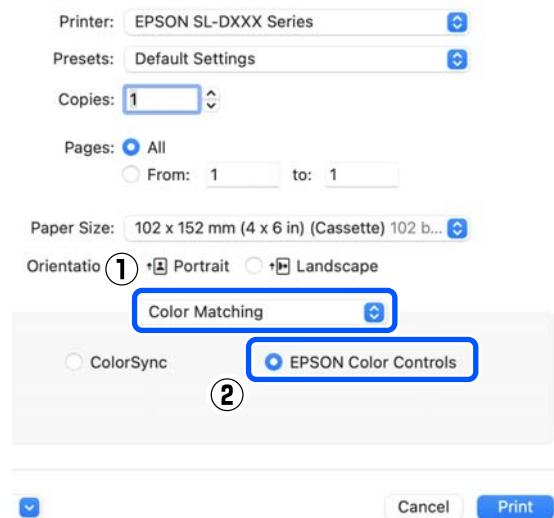 Printer: EPSON SL-DXXX Series
Presets: Default Settings
Copies: 1
Pages: All
From: 1 to: 1
Paper Size: 102 x 152 mm (4 x 6 in) (Cassette) 102 b...
Orientatio ① Portrait Landscape
Color Matching
ColorSync EPSON Color Controls
②
Cancel Print